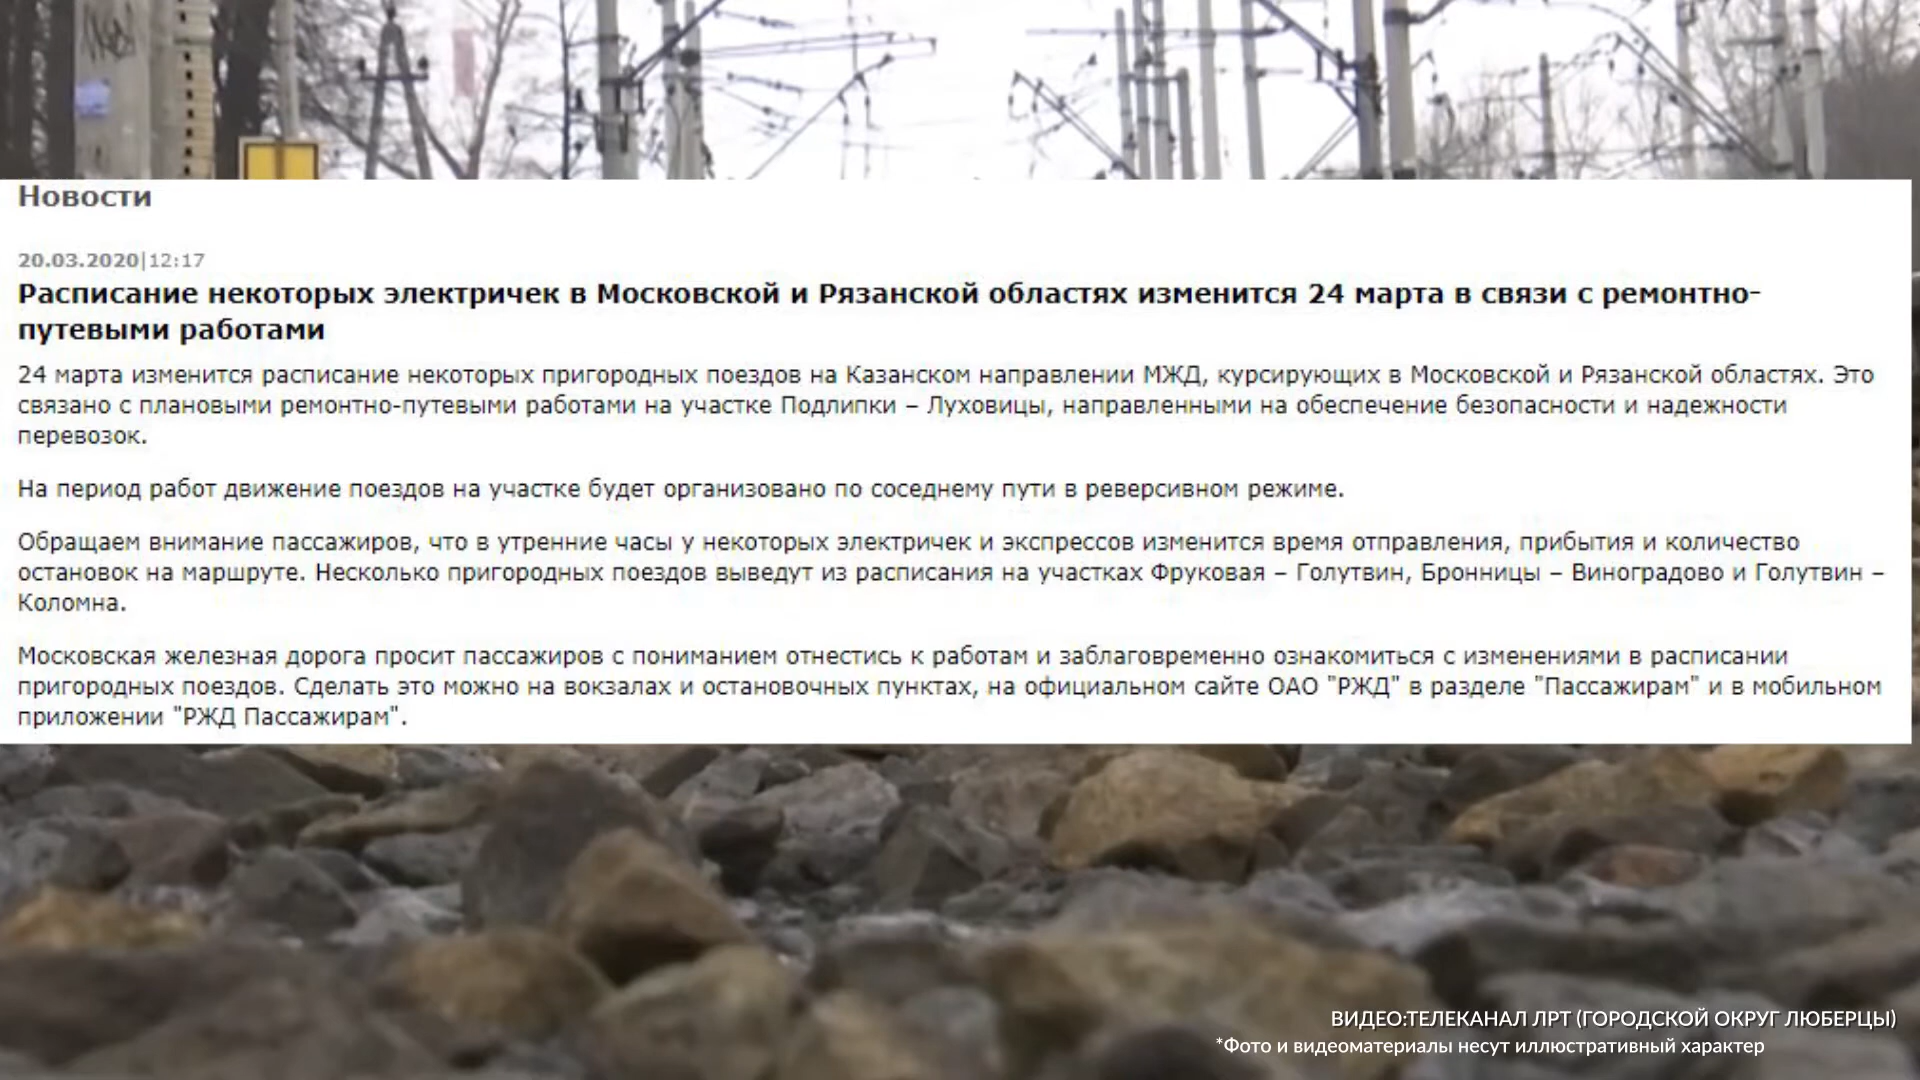 Новости
20.03.2020|12:17
Расписание некоторых электричек в Московской и Рязанской областях изменится 24 марта в связи с ремонтно-
путевыми работами
24 марта изменится расписание некоторых пригородных поездов на Казанском направлении МЖД, курсирующих в Московской и Рязанской областях. Это
связано с плановыми ремонтно-путевыми работами на участке Подлипки – Луховицы, направленными на обеспечение безопасности и надежности
перевозок.
На период работ движение поездов на участке будет организовано по соседнему пути в реверсивном режиме.
Обращаем внимание пассажиров, что в утренние часы у некоторых электричек и экспрессов изменится время отправления, прибытия и количество
остановок на маршруте. Несколько пригородных поездов выведут из расписания на участках Фруковая – Голутвин, Бронницы – Виноградово и Голутвин –
Коломна.
Московская железная дорога просит пассажиров с пониманием отнестись к работам и заблаговременно ознакомиться с изменениями в расписании
пригородных поездов. Сделать это можно на вокзалах и остановочных пунктах, на официальном сайте ОАО "РЖД" в разделе "Пассажирам" и в мобильном
приложении "РЖД Пассажирам".
ВИДЕО:ТЕЛЕКАНАЛ ЛРТ (ГОРОДСКОЙ ОКРУГ ЛЮБЕРЦЫ)
*Фото и видеоматериалы несут иллюстративный характер